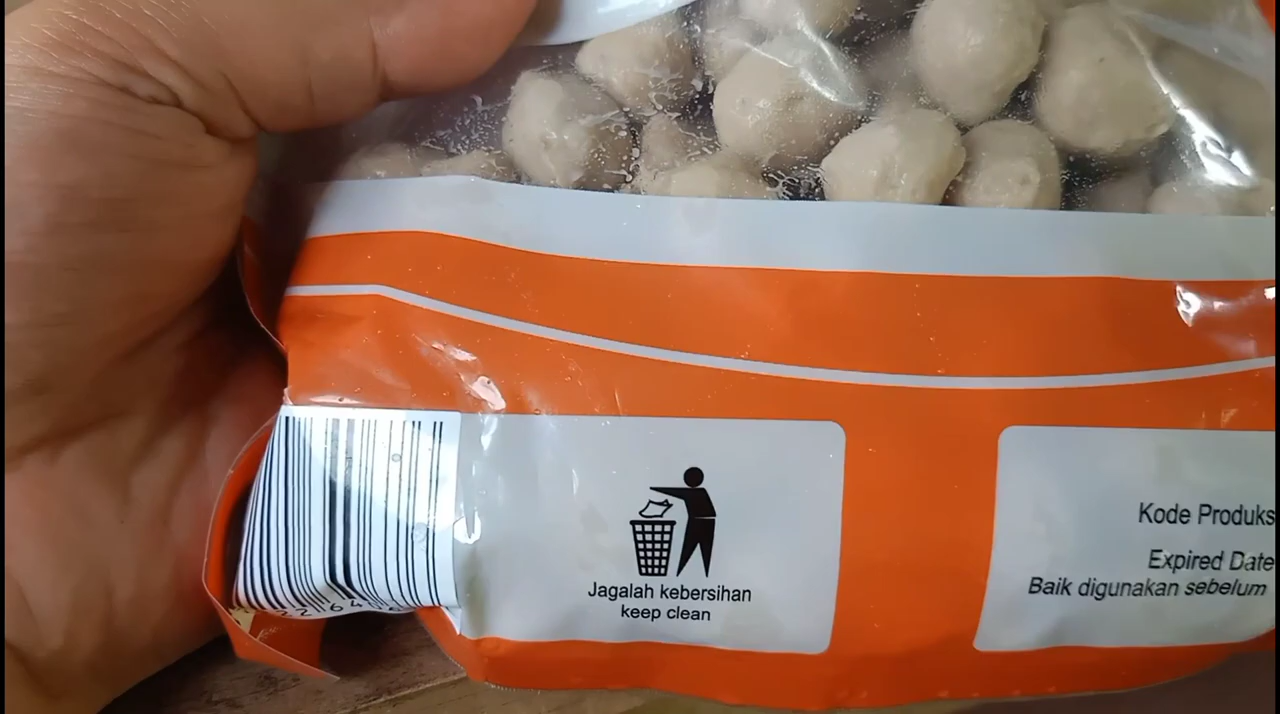 Jagalah kebersihan
keep clean
Kode Produks
Expired Date
Baik digunakan sebelum